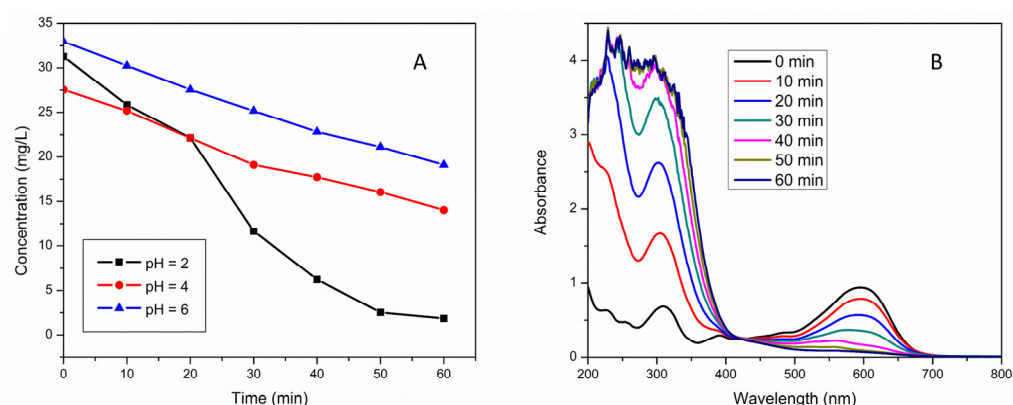 35
30
25
20
15
10
5
0
Concentration (mg/L)
A
pH = 2
pH = 4
pH = 6
0 10 20 30 40 50 60
Time (min)
4
3
2
1
0
Absorbance
B
0 min
10 min
20 min
30 min
40 min
50 min
60 min
200 300 400 500 600 700 800
Wavelength (nm)